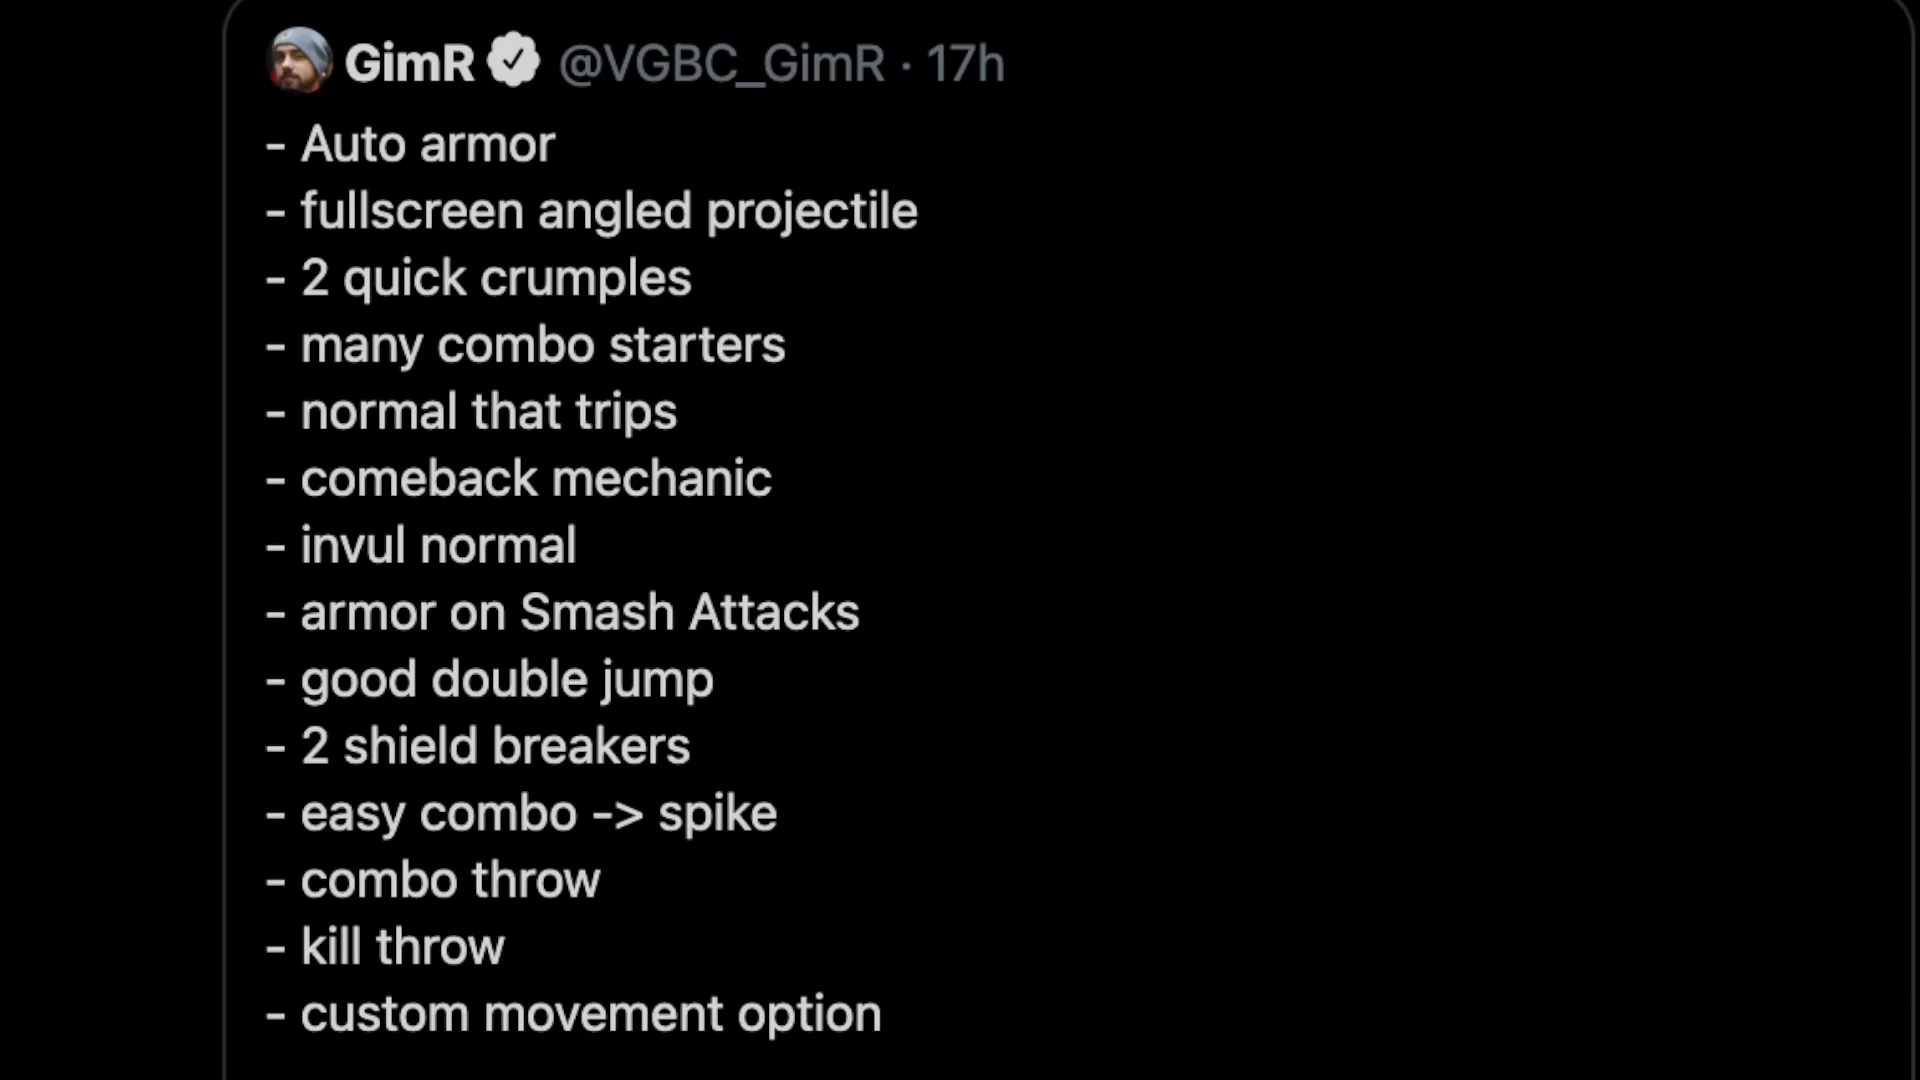 GimR @VGBC_GimR · 17h
- Auto armor
- fullscreen angled projectile
- 2 quick crumples
- many combo starters
- normal that trips
- comeback mechanic
- invul normal
- armor on Smash Attacks
- good double jump
- 2 shield breakers
- easy combo -> spike
- combo throw
- kill throw
- custom movement option